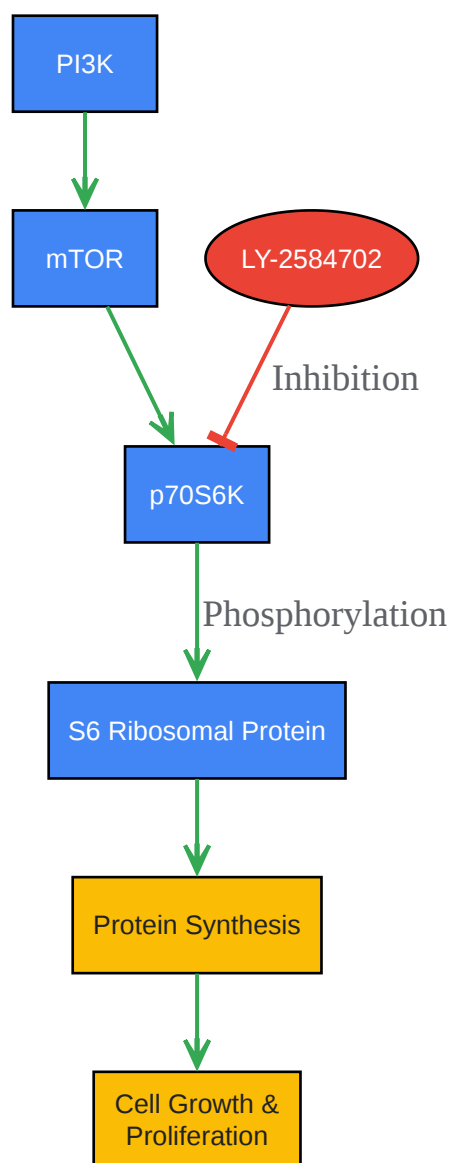 PI3K
mTOR
LY-2584702
Inhibition
p70S6K
Phosphorylation
S6 Ribosomal Protein
Protein Synthesis
Cell Growth &
Proliferation